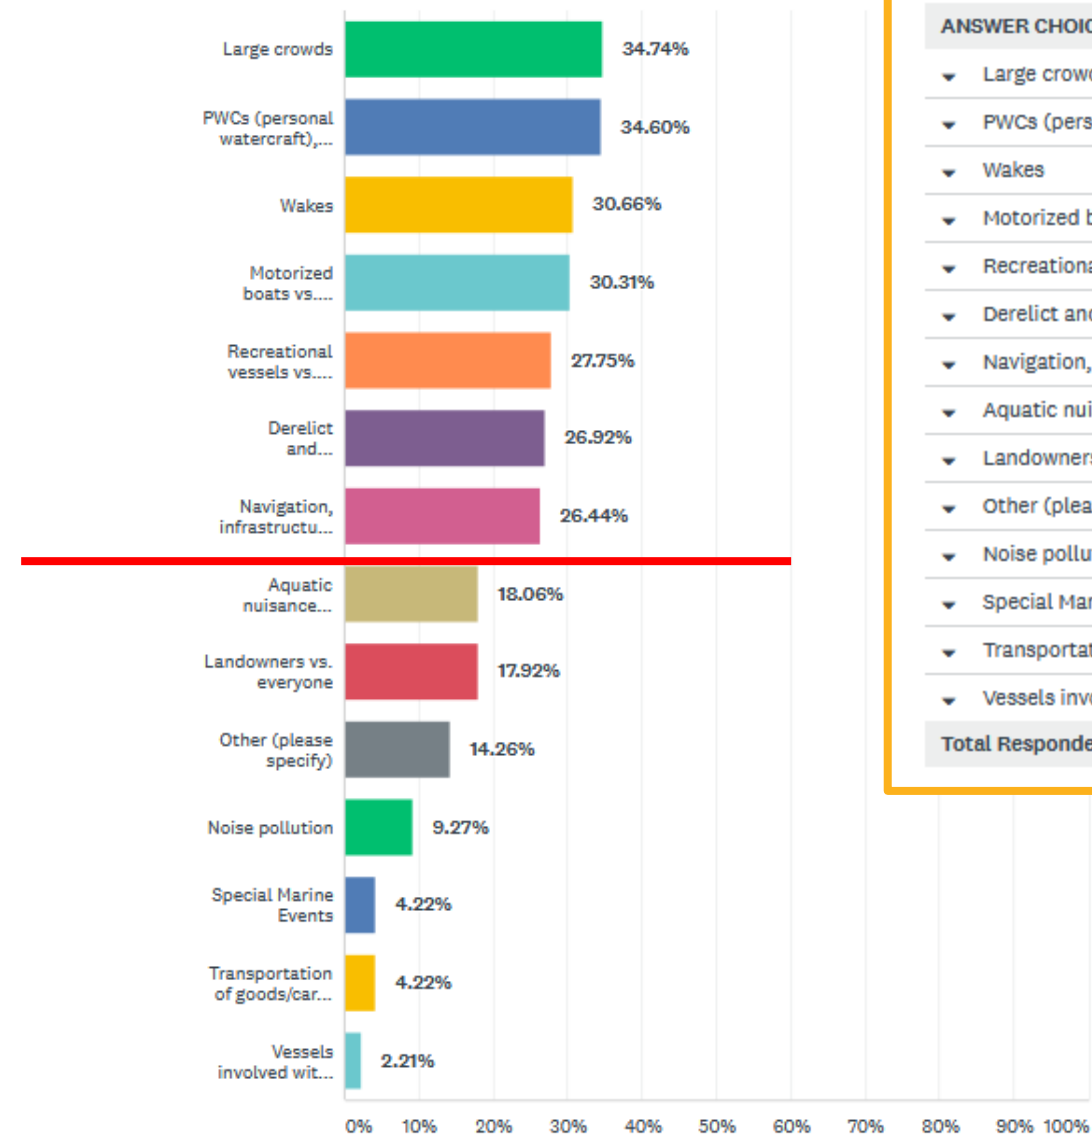 Large crowds
34.74%
PWCs (personal
watercraft),...
34.60%
Wakes
30.66%
Motorized
boats vs....
30.31%
Recreational
vessels vs....
27.75%
Derelict
and...
26.92%
Navigation,
infrastructu...
26.44%
Aquatic
nuisance...
18.06%
Landowners vs.
everyone
17.92%
Other (please
specify)
14.26%
Noise pollution
9.27%
Special Marine
Events
4.22%
Transportation
of goods/car...
4.22%
Vessels
involved wit...
2.21%
0% 10% 20% 30% 40% 50% 60% 70% 80% 90% 100%
ANSWER CHOIC
Large crow
PWCs (pers
Wakes
Motorized b
Recreationa
Derelict and
Navigation,
Aquatic nui
Landowners
Other (plea
Noise pollu
Special Mar
Transportat
Vessels invo
Total Responde